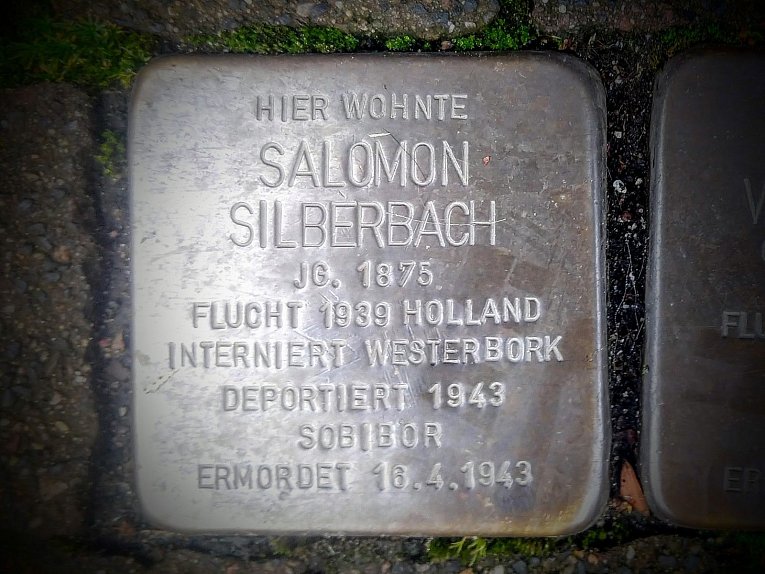 HIER WOHNTE
SALOMON
SILBERBACH
JG. 1875
FLUCHT 1939 HOLLAND
INTERNIERT WESTERBORK
DEPORTIERT 1943
SOBIBOR
ERMORDET 16.4.1943